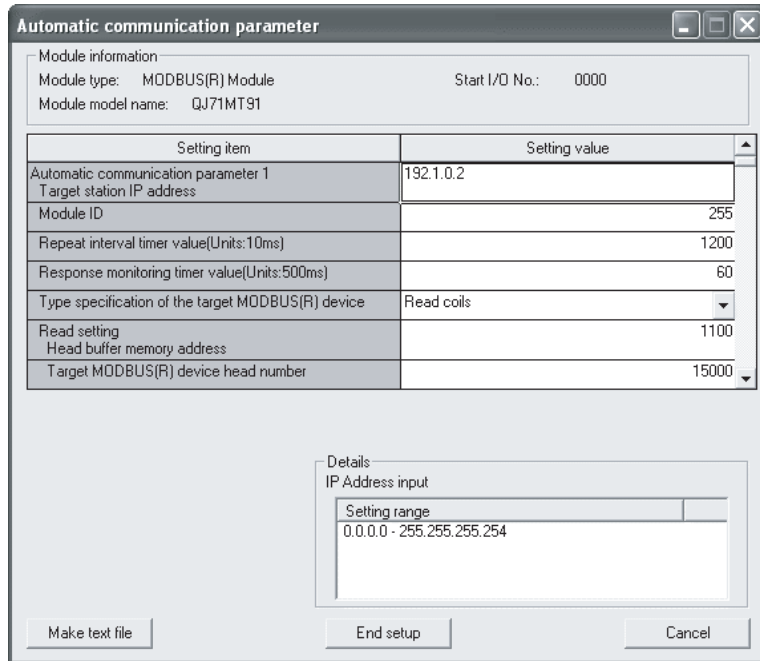 Automatic communication parameter
Module information
Module type: MODBUS(R) Module Start I/O No.: 0000
Module model name: QJ71MT91
Setting item Setting value
Automatic communication parameter 1
Target station IP address 192.1.0.2
Module ID 255
Repeat interval timer value(Units:10ms) 1200
Response monitoring timer value(Units:500ms) 60
Type specification of the target MODBUS(R) device Read coils
Read setting
Head buffer memory address 1100
Target MODBUS(R) device head number 15000
Details
IP Address input
Setting range
0.0.0.0 - 255.255.255.254
Make text file End setup Cancel